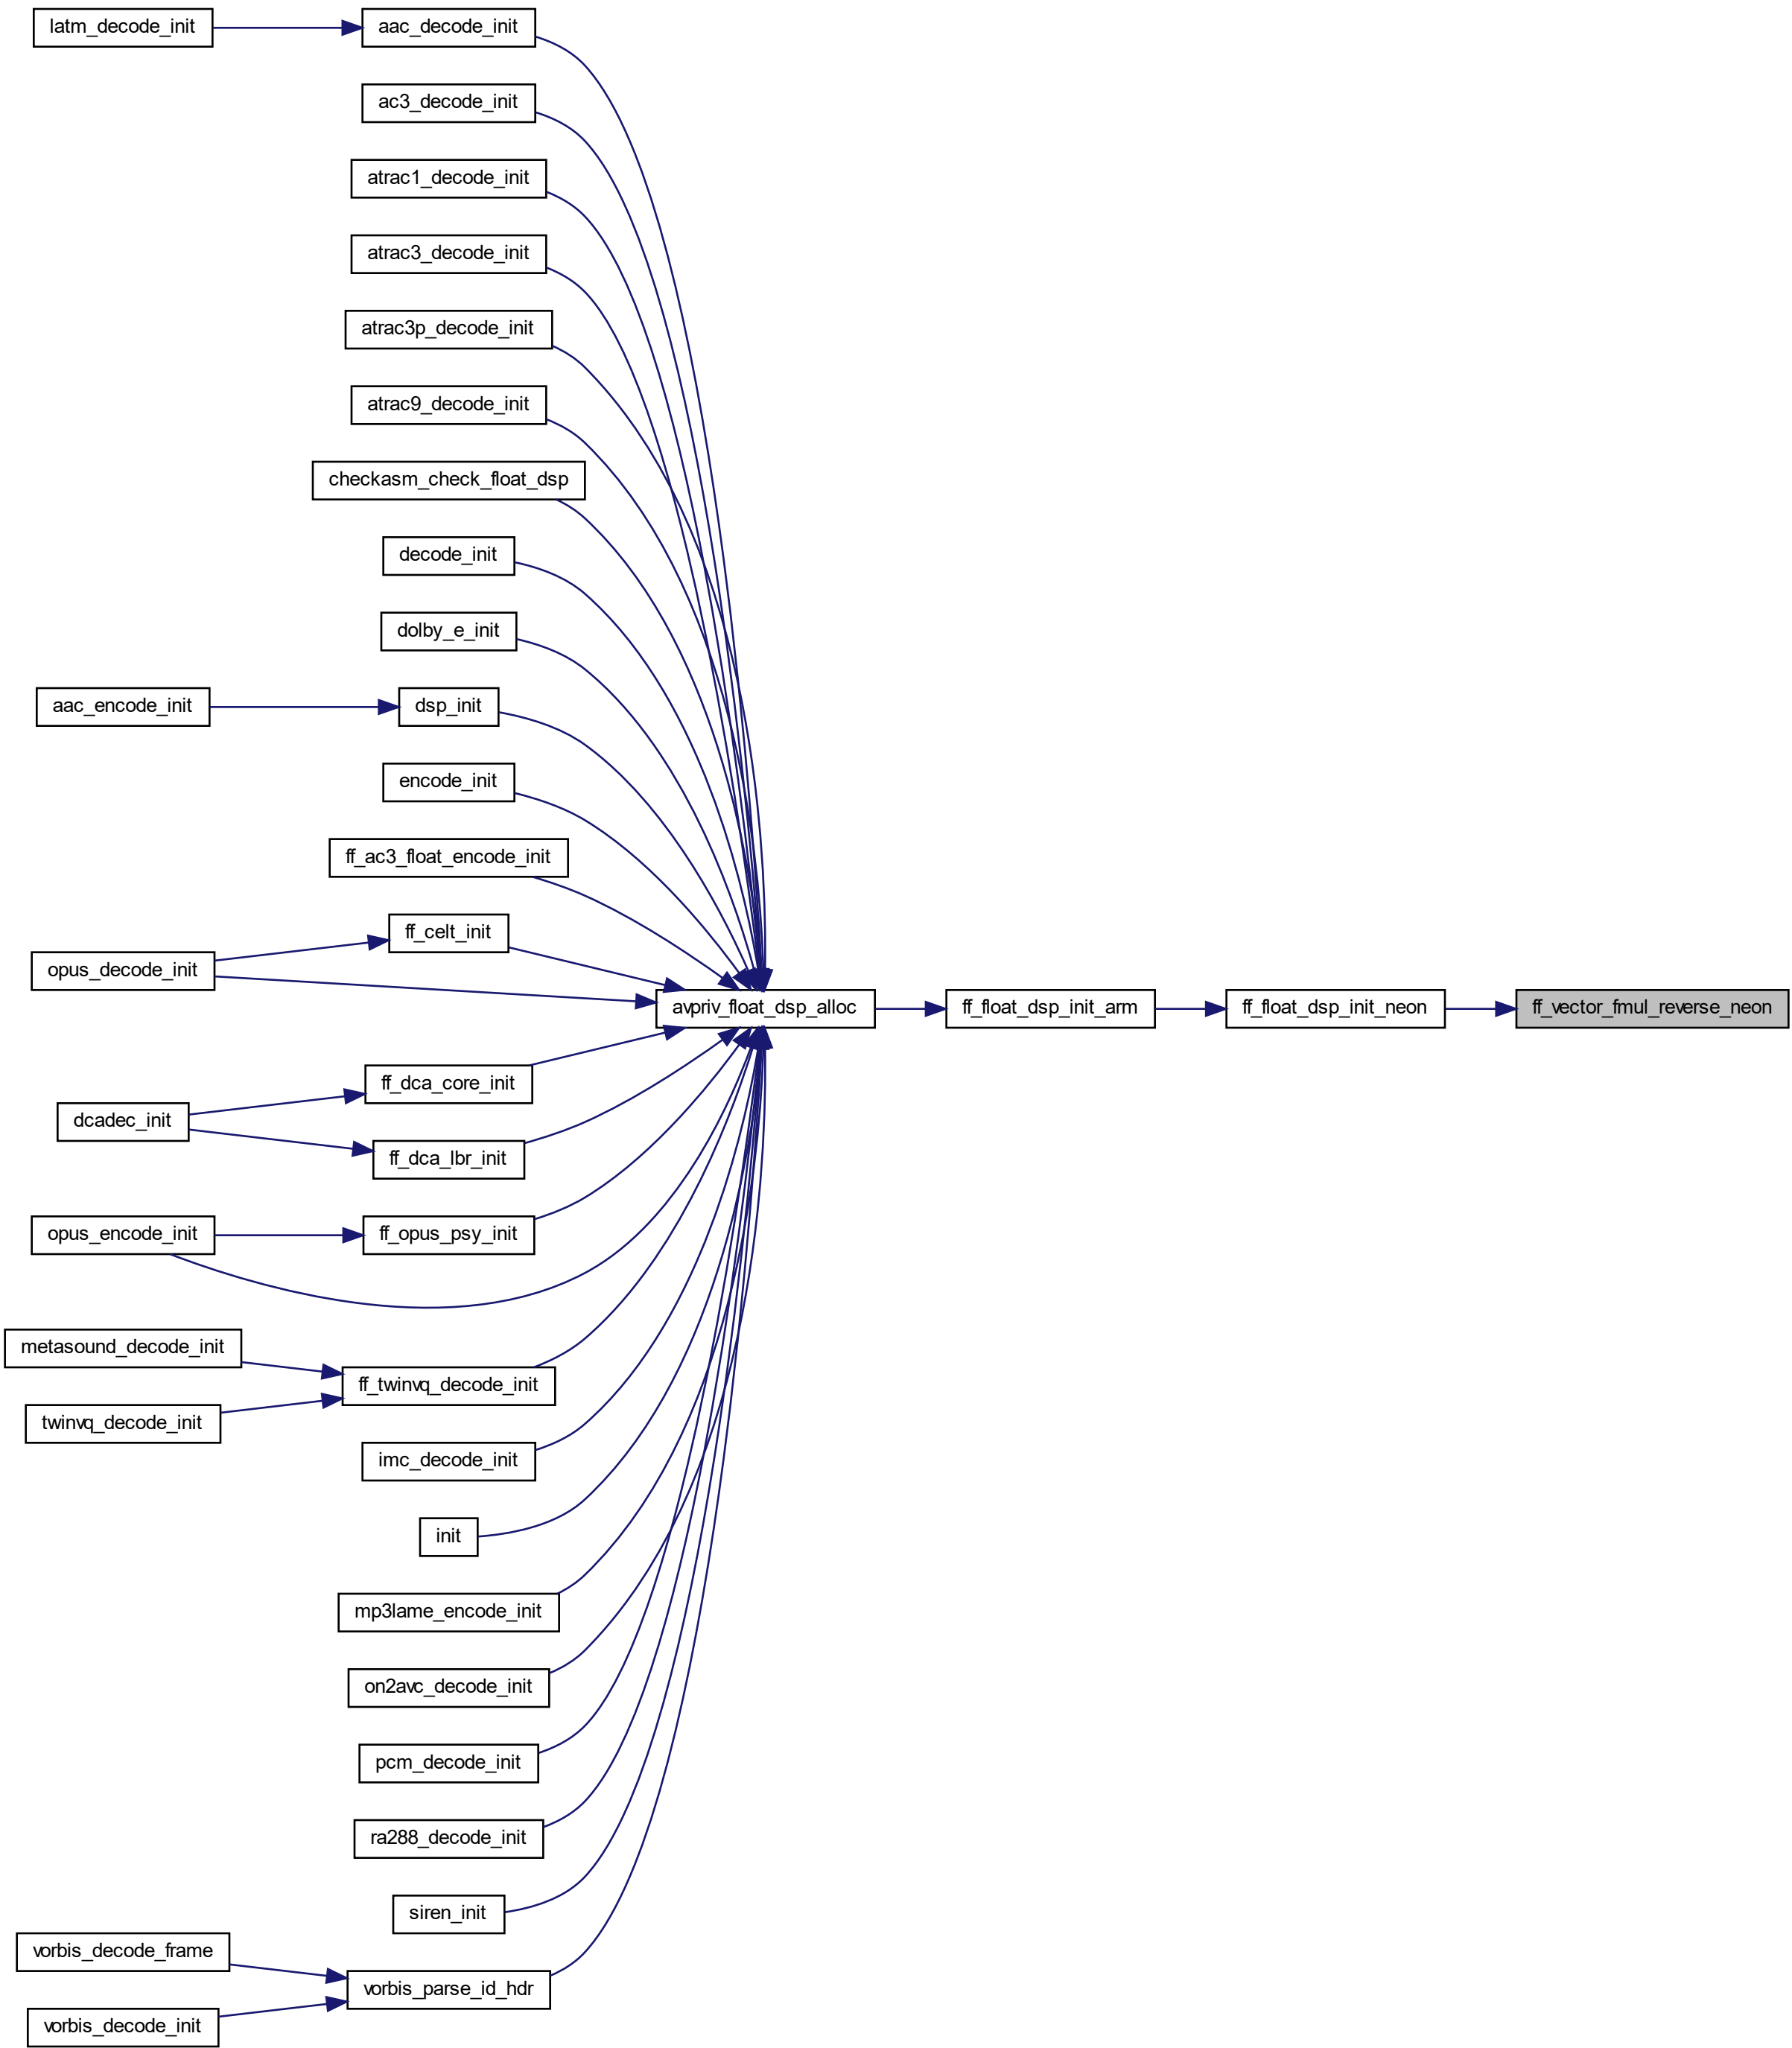 latm_decode_init
aac_decode_init
ac3_decode_init
atrac1_decode_init
atrac3_decode_init
atrac3p_decode_init
atrac9_decode_init
checkasm_check_float_dsp
decode_init
dolby_e_init
aac_encode_init
dsp_init
encode_init
ff_ac3_float_encode_init
ff_celt_init
opus_decode_init
avpriv_float_dsp_alloc
ff_float_dsp_init_arm
ff_float_dsp_init_neon
ff_vector_fmul_reverse_neon
ff_dca_core_init
dcadec_init
ff_dca_lbr_init
opus_encode_init
ff_opus_psy_init
metasound_decode_init
ff_twinvq_decode_init
twinvq_decode_init
imc_decode_init
init
mp3lame_encode_init
on2avc_decode_init
pcm_decode_init
ra288_decode_init
siren_init
vorbis_decode_frame
vorbis_parse_id_hdr
vorbis_decode_init